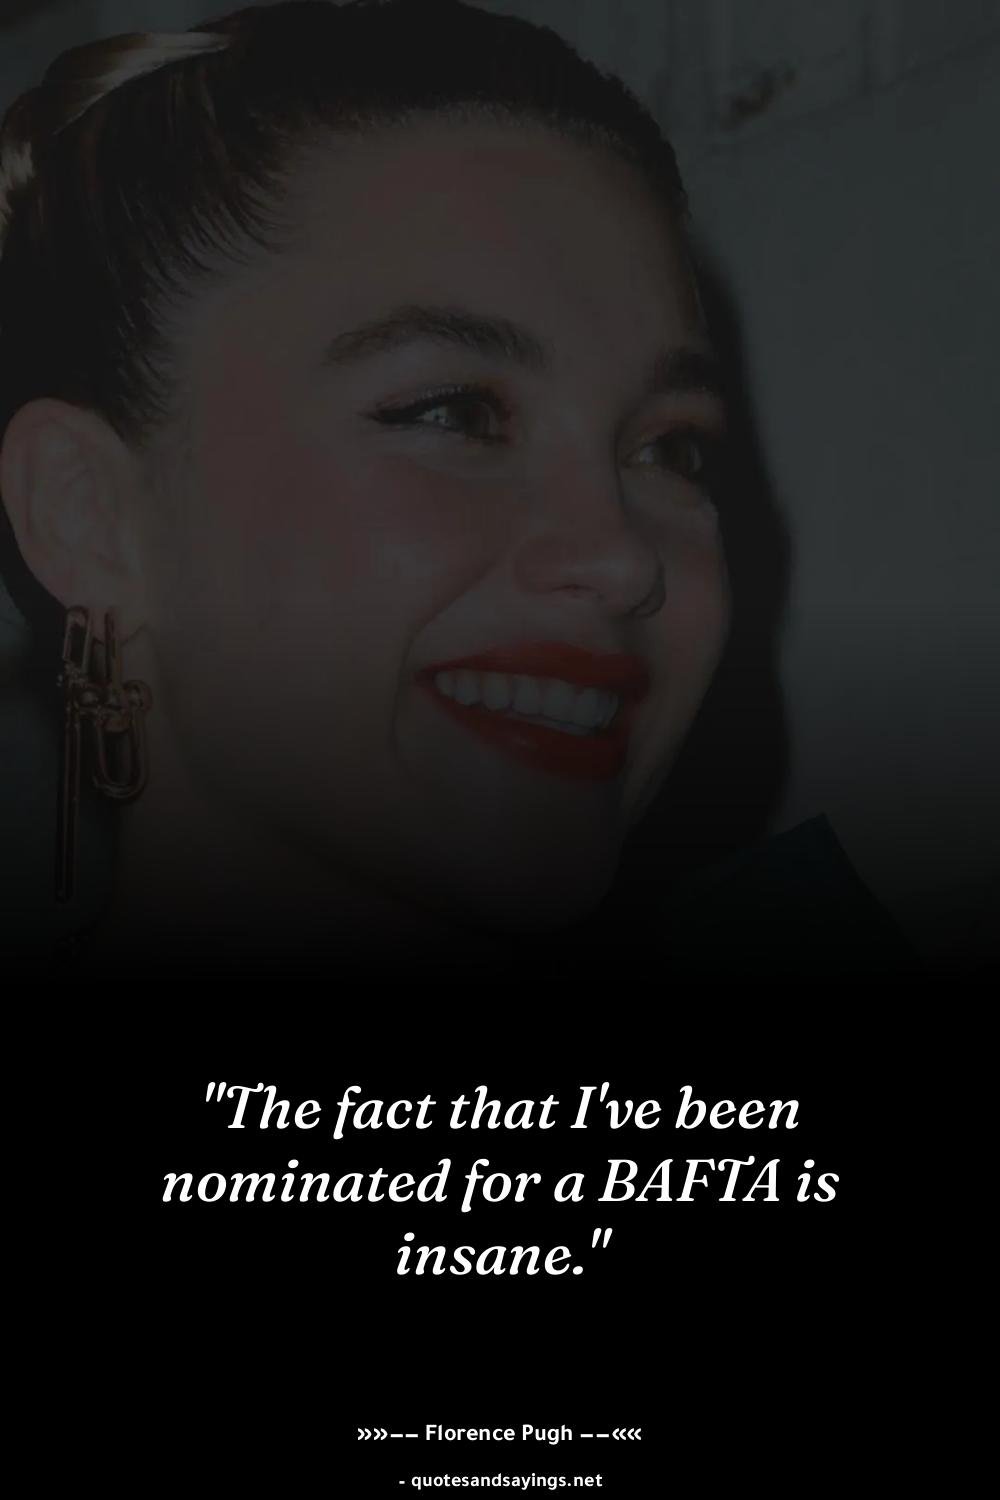 "The fact that I've been
nominated for a BAFTA is
insane."
»»−− Florence Pugh −−««
- quotesandsayings.net